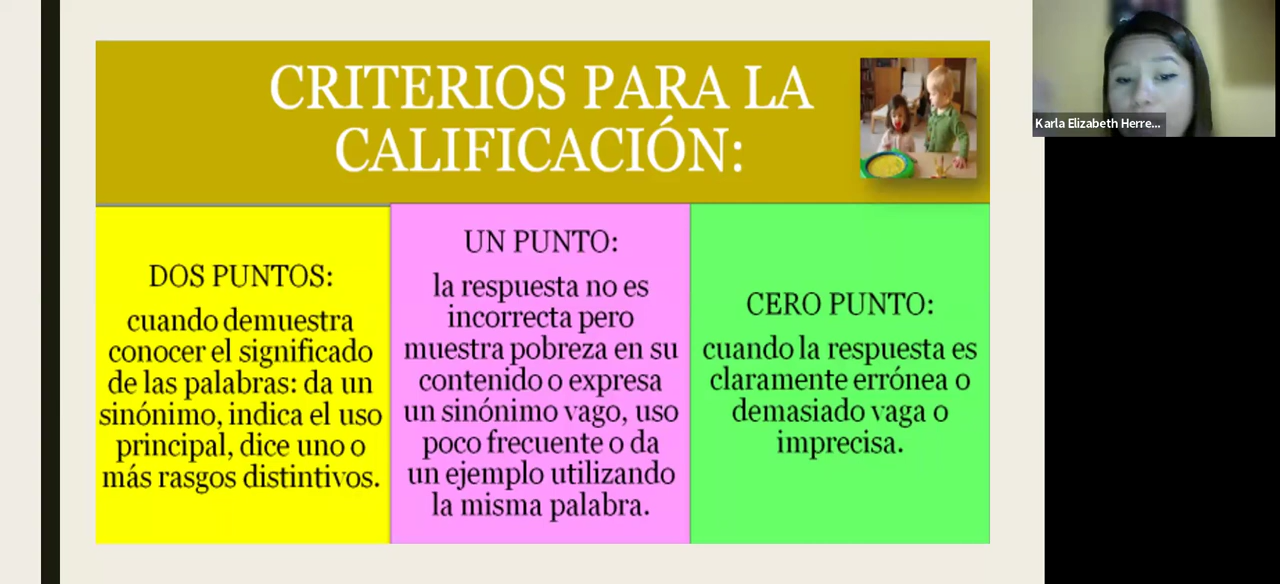 CRITERIOS PARA LA
CALIFICACIÓN:
DOS PUNTOS:
cuando demuestra
conocer el significado
de las palabras: da un
sinónimo, indica el uso
principal, dice uno o
más rasgos distintivos.
UN PUNTO:
la respuesta no es
incorrecta pero
muestra pobreza en su
contenido o expresa
un sinónimo vago, uso
poco frecuente o da
un ejemplo utilizando
la misma palabra.
CERO PUNTO:
cuando la respuesta es
claramente errónea o
demasiado vaga o
imprecisa.
Karla Elizabeth Herre...